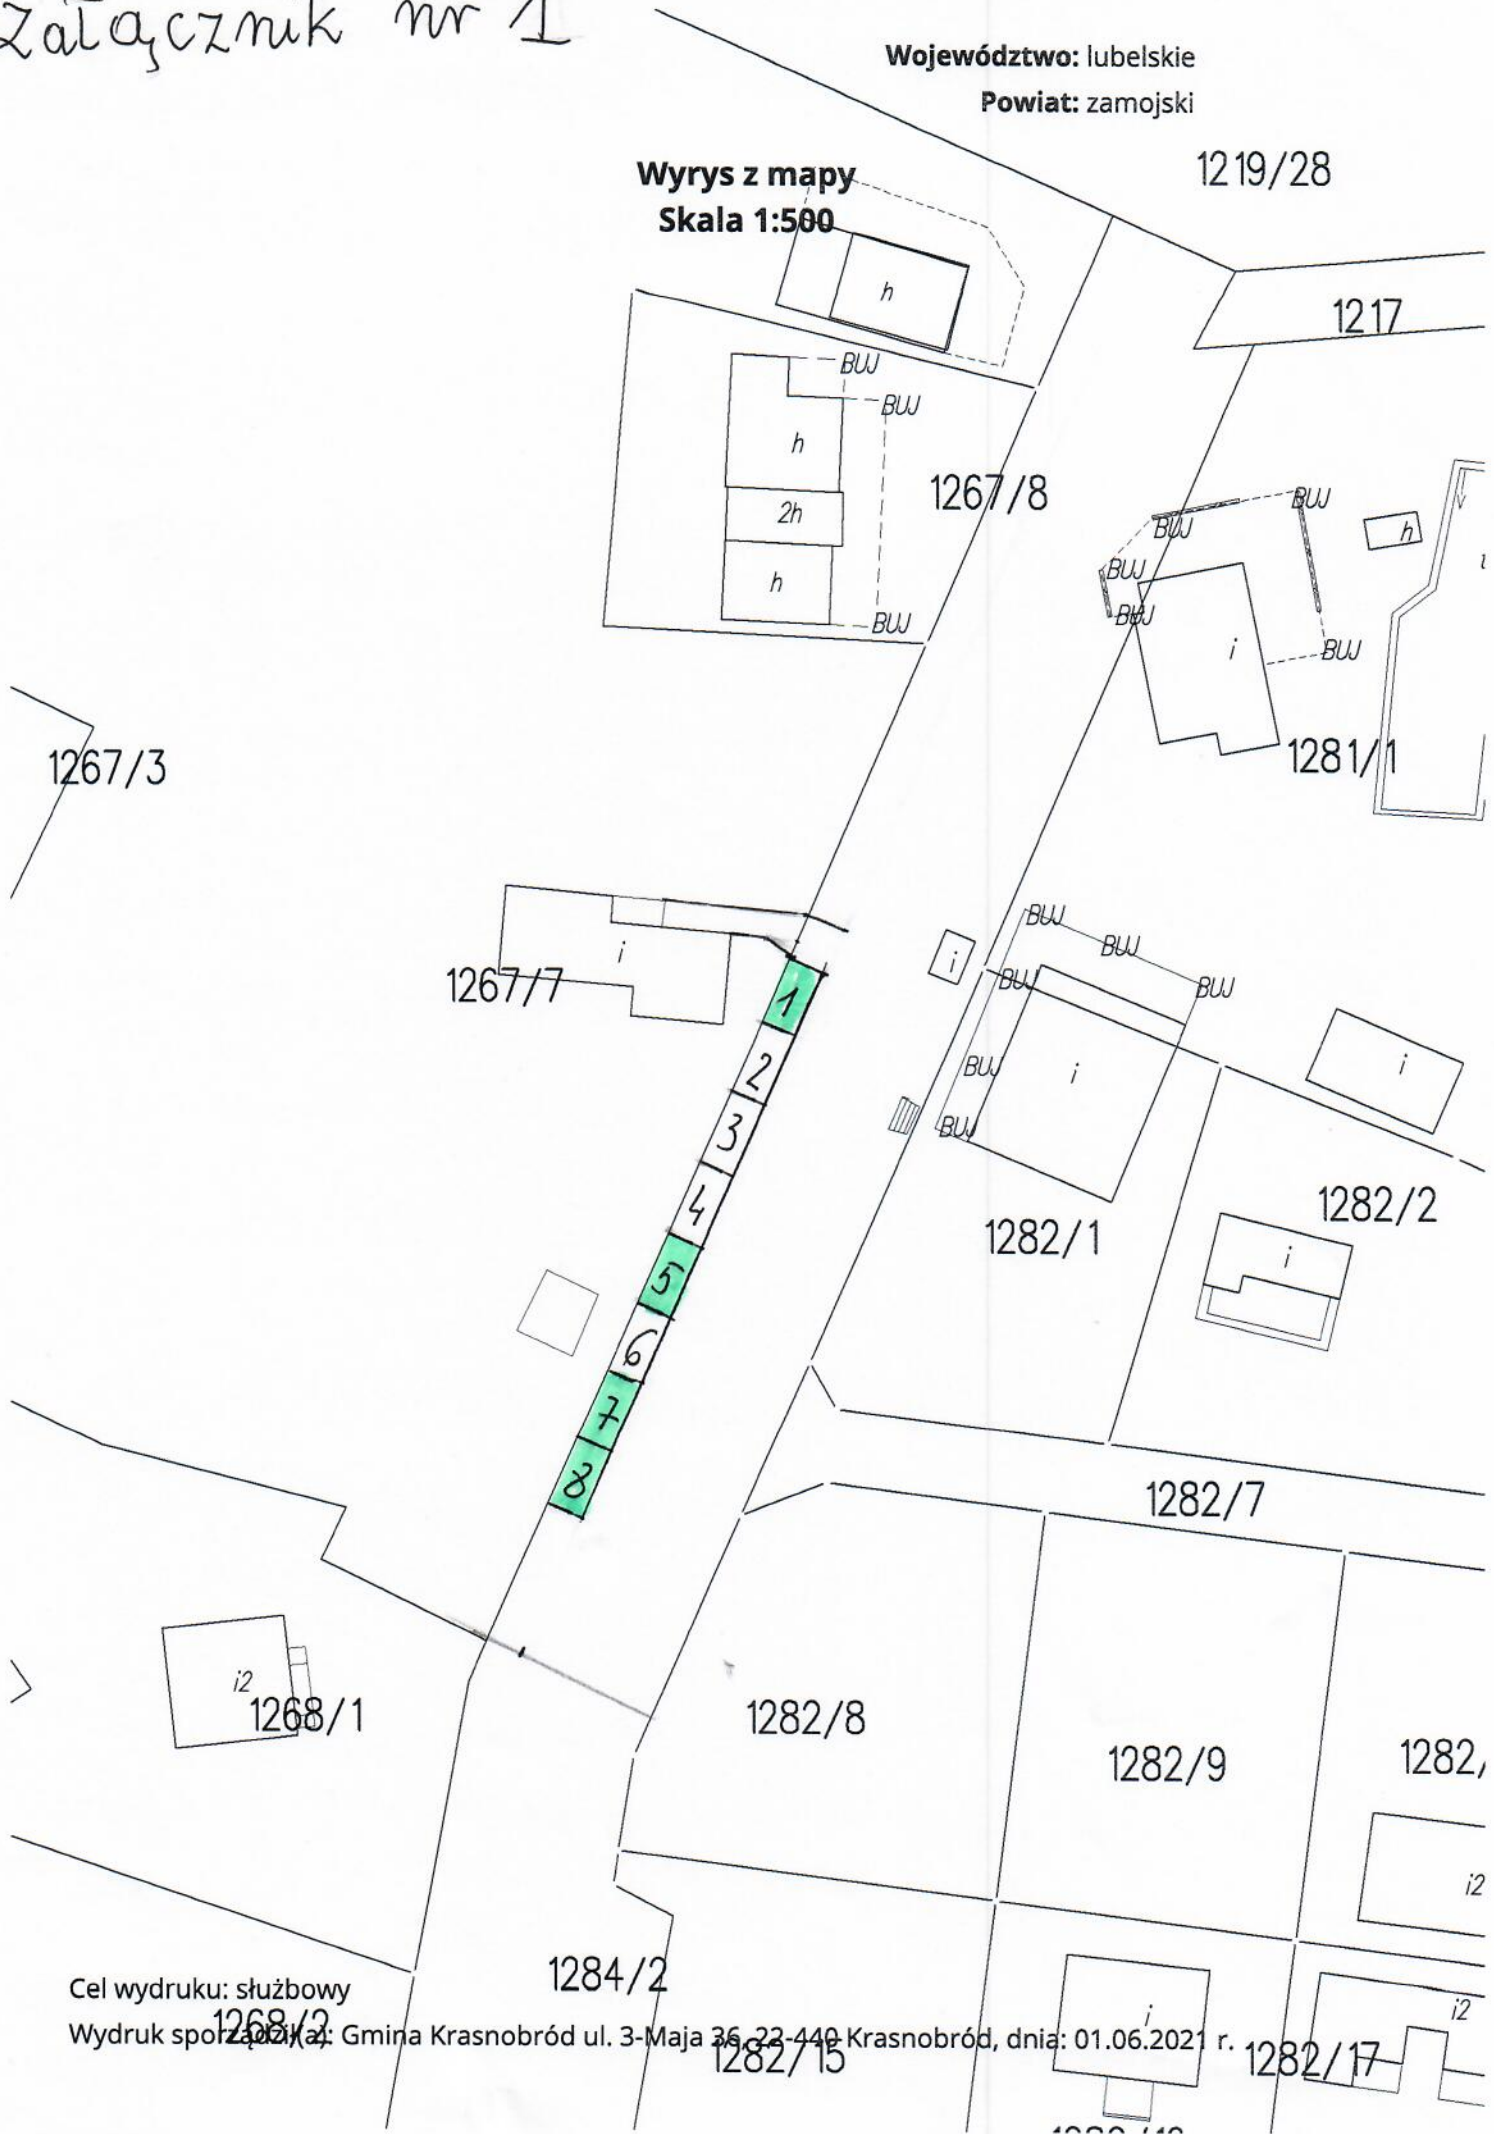 Załącznik nr 1
Województwo: lubelskie
Powiat: zamojski
1219/28
Wyrys z mapy
Skala 1:500
h
1217
BUJ
BUJ
h
1267/8
BUJ
2h
BUJ
h
BUJ
h
BUJ
BUJ
i
BUJ
1267/3
1281/1
BUJ
BUJ
i
i
1267/7
BUJ
BUJ
1
2
BUJ
i
i
3
BUJ
4
1282/2
1282/1
i
5
6
7
8
1282/7
i2
1268/1
1282/8
1282/9
1282/
i2
1284/2
Cel wydruku: służbowy
1268/2
Wydruk sporządził(a): Gmina Krasnobród ul. 3-Maja 36, 22-440 Krasnobród, dnia: 01.06.2021 r.
i
i2
1282/15
1282/17